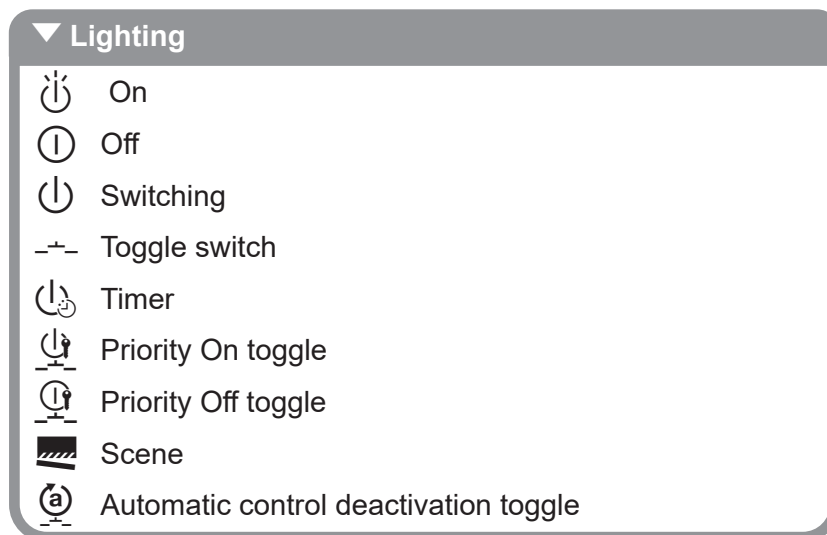 Lighting
On
Off
Switching
Toggle switch
Timer
Priority On toggle
Priority Off toggle
Scene
a Automatic control deactivation toggle